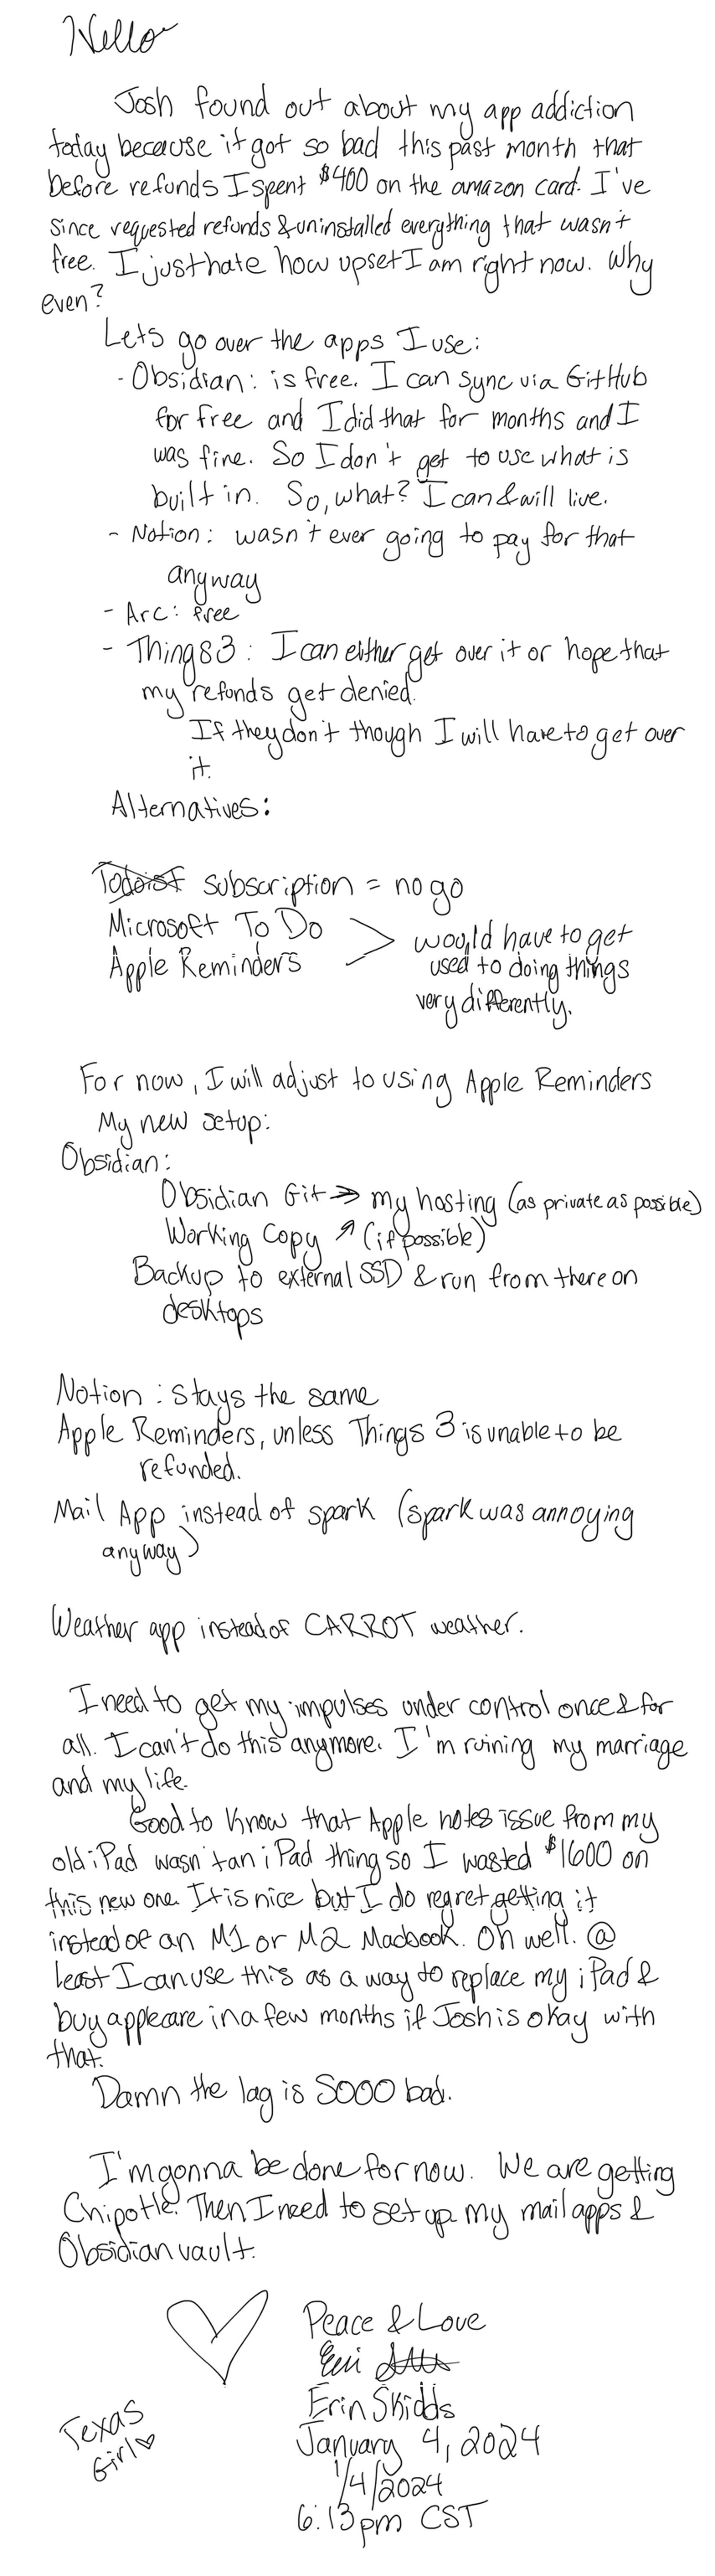 Hello
Josh found out about my app addiction
today because it got so bad this past month that
before refunds I spent $400 on the amazon card. I've
since requested refunds & uninstalled everything that wasn't
free. I just hate how upset I am right now. Why
even?
Lets go over the apps I use:
- Obsidian: is free. I can sync via GitHub
for free and I did that for months and I
was fine. So I don't get to use what is
built in. So, what? I can & will live.
- Notion: wasn't ever going to pay for that
anyway
- Arc: free
- Things 3: I can either get over it or hope that
my refunds get denied.
If they don't though I will have to get over
it.
Alternatives:
Todoist subscription = no go
Microsoft To Do
Apple Reminders > would have to get
used to doing things
very differently.
For now, I will adjust to using Apple Reminders
My new setup:
Obsidian:
Obsidian Git → my hosting (as private as possible)
Working Copy ↗ (if possible)
Backup to external SSD & run from there on
desktops
Notion: stays the same
Apple Reminders, unless Things 3 is unable to be
refunded.
Mail App instead of spark (spark was annoying
anyway)
Weather app instead of CARROT weather.
I need to get my impulses under control once & for
all. I can't do this anymore. I'm ruining my marriage
and my life.
Good to know that Apple notes issue from my
old iPad wasn't an iPad thing so I wasted $1600 on
this new one. It is nice but I do regret getting it
instead of an M1 or M2 Macbook. Oh well. @
least I can use this as a way to replace my iPad &
buy applecare in a few months if Josh is okay with
that.
Damn the lag is SOOO bad.
I'm gonna be done for now. We are getting
Chipotle. Then I need to set up my mail apps &
Obsidian vault.
Peace & Love
Erin Skidds
Texas
Girl
January 4, 2024
1/4/2024
6:13pm CST